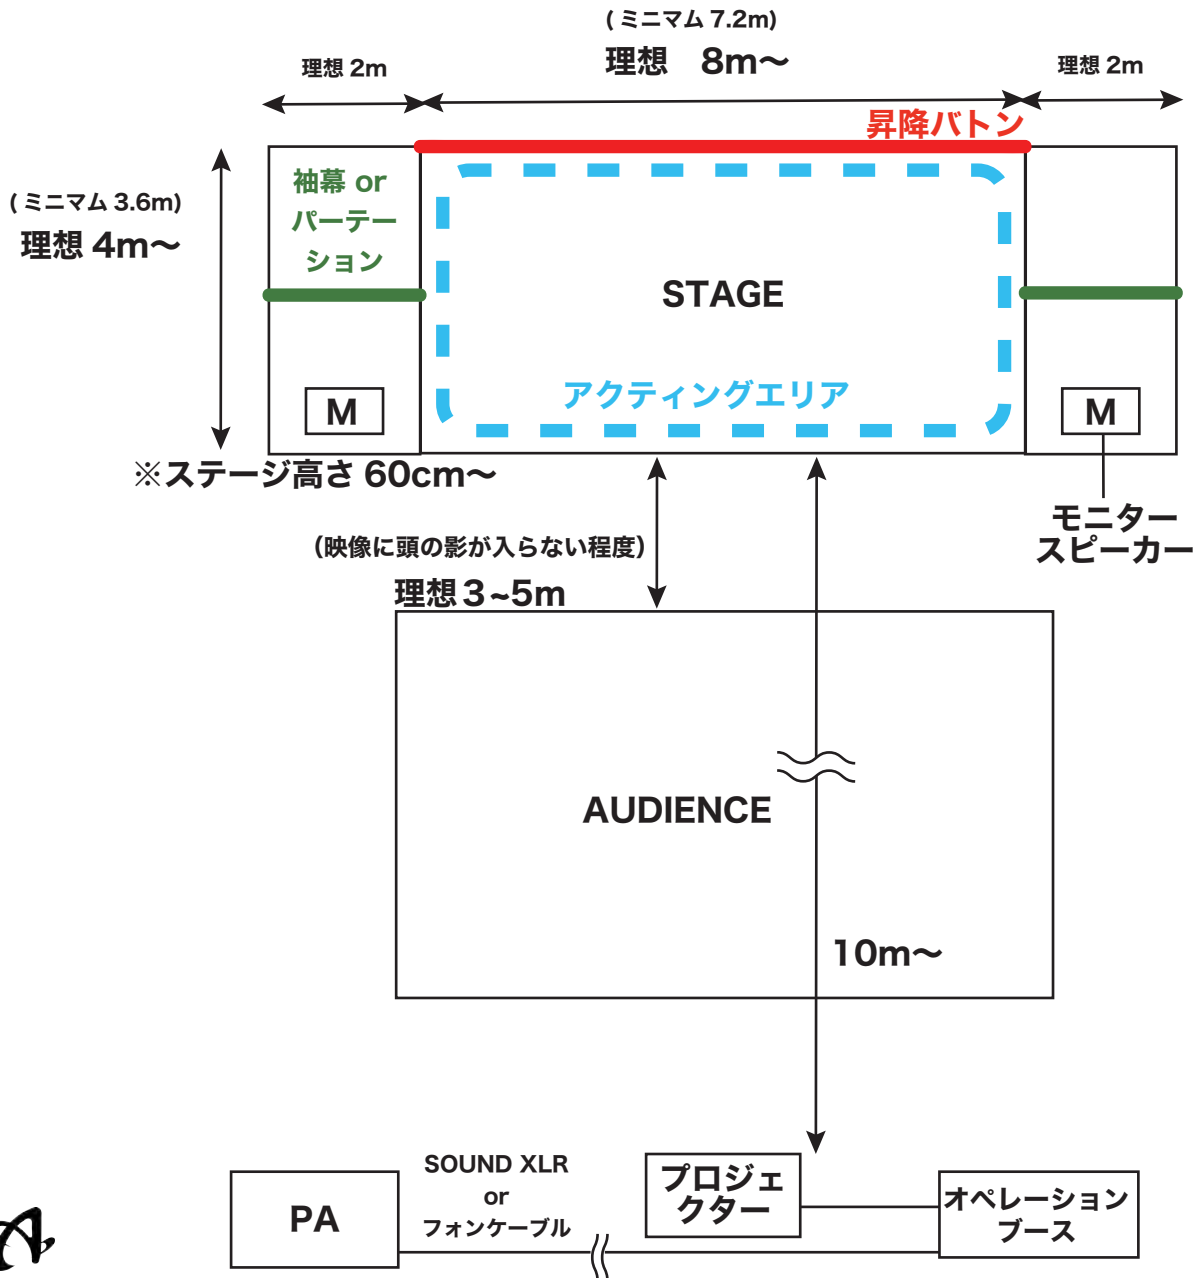 ( ミニマム 7.2m)
理想　8m〜
理想 2m
理想 2m
昇降バトン
袖幕 or
パーテー
ション
( ミニマム 3.6m)
理想 4m〜
STAGE
アクティングエリア
M
M
※ステージ高さ 60cm〜
モニター
スピーカー
（映像に頭の影が入らない程度）
理想３~5m
AUDIENCE
10m〜
SOUND XLR
or
フォンケーブル
PA
プロジェ
クター
オペレーション
ブース